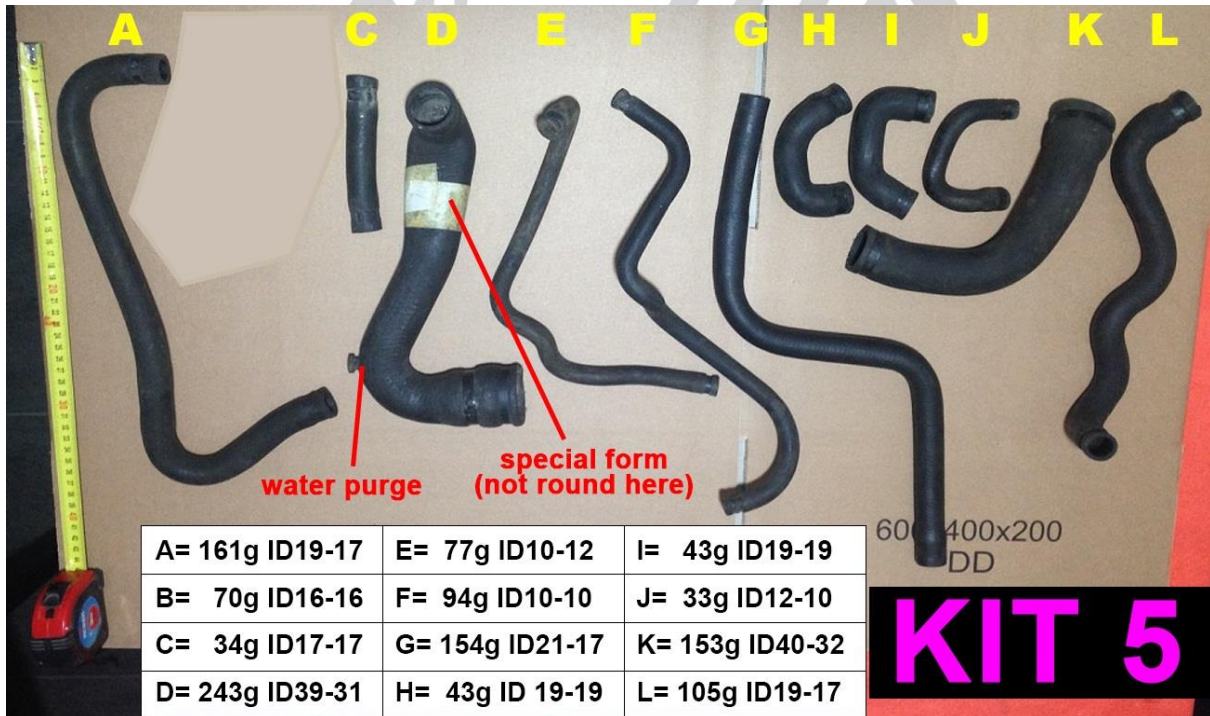 A C D E F G H I J K L
water purge
special form
(not round here)
600x400x200
DD
A= 161g ID19-17 E= 77g ID10-12 I= 43g ID19-19
B= 70g ID16-16 F= 94g ID10-10 J= 33g ID12-10
C= 34g ID17-17 G= 154g ID21-17 K= 153g ID40-32
D= 243g ID39-31 H= 43g ID 19-19 L= 105g ID19-17
KIT 5